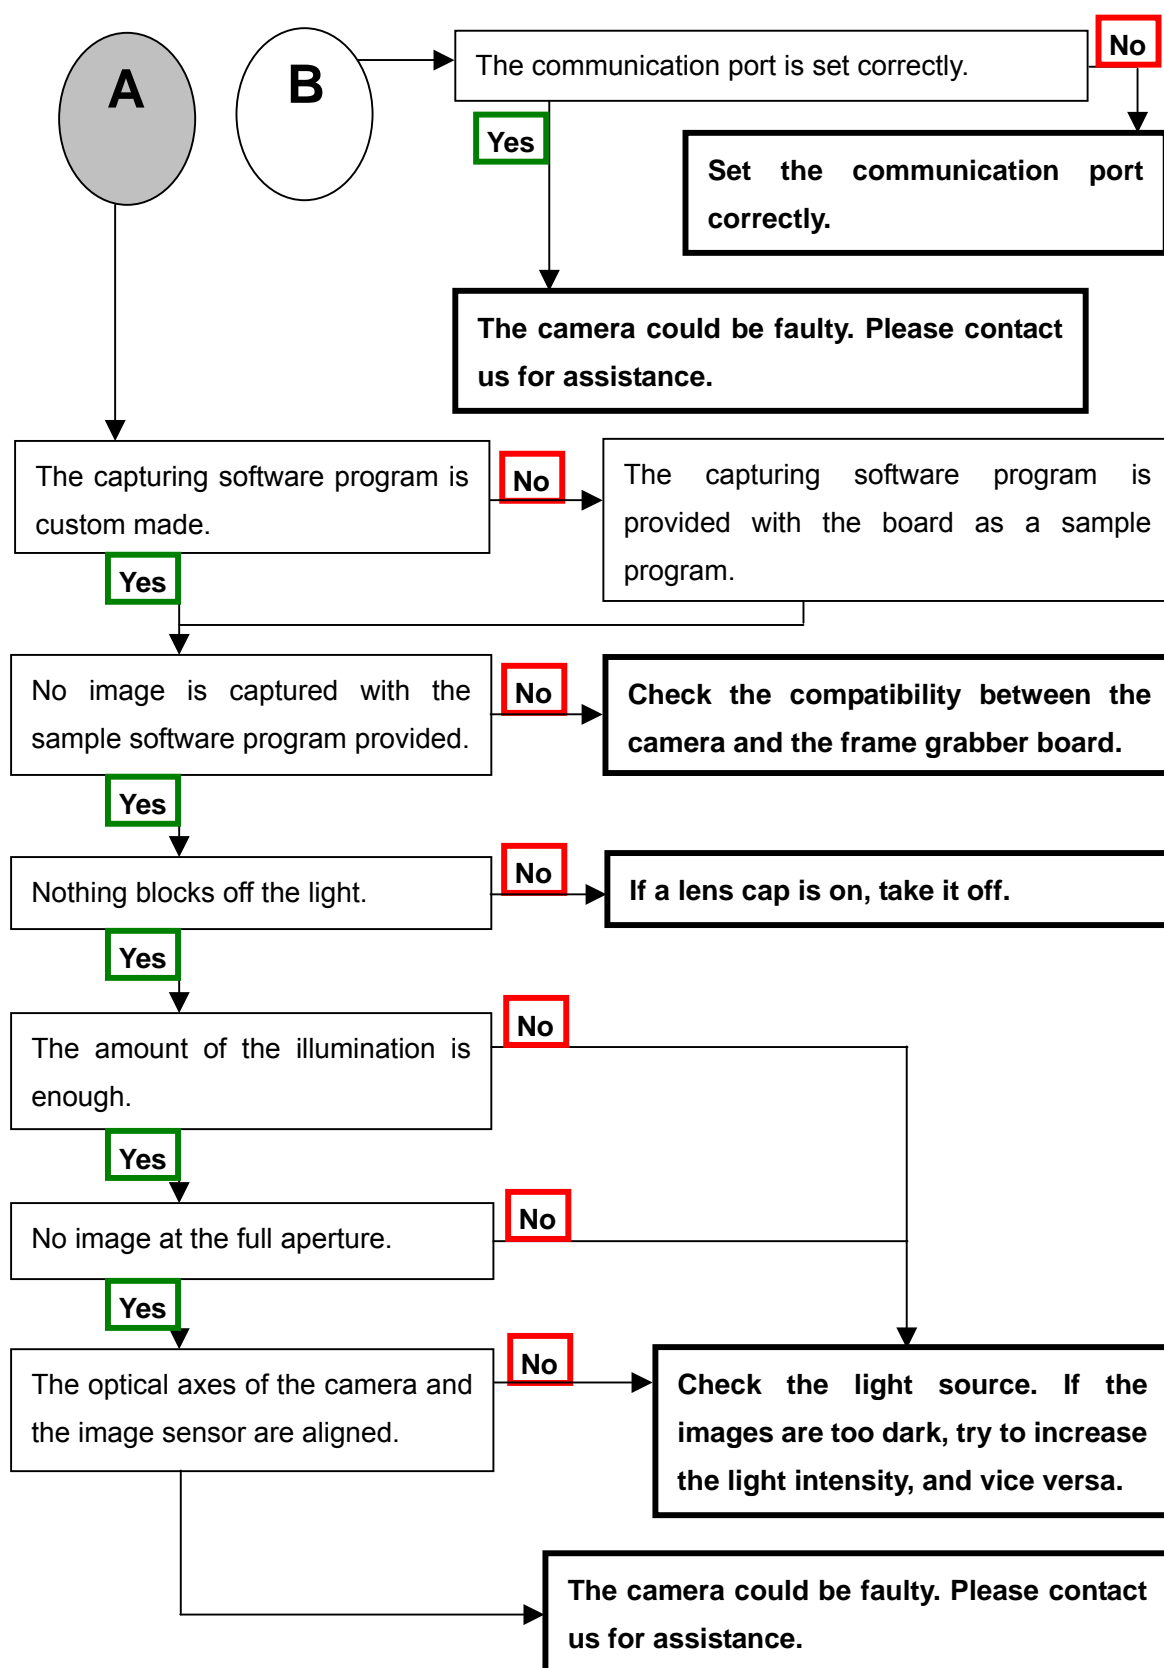 A
B
The communication port is set correctly.
No
Yes
Set the communication port
correctly.
The camera could be faulty. Please contact
us for assistance.
The capturing software program is
custom made.
No
The capturing software program is
provided with the board as a sample
program.
Yes
No image is captured with the
sample software program provided.
No
Check the compatibility between the
camera and the frame grabber board.
Yes
Nothing blocks off the light.
No
If a lens cap is on, take it off.
Yes
The amount of the illumination is
enough.
No
Yes
No image at the full aperture.
No
Yes
The optical axes of the camera and
the image sensor are aligned.
No
Check the light source. If the
images are too dark, try to increase
the light intensity, and vice versa.
The camera could be faulty. Please contact
us for assistance.